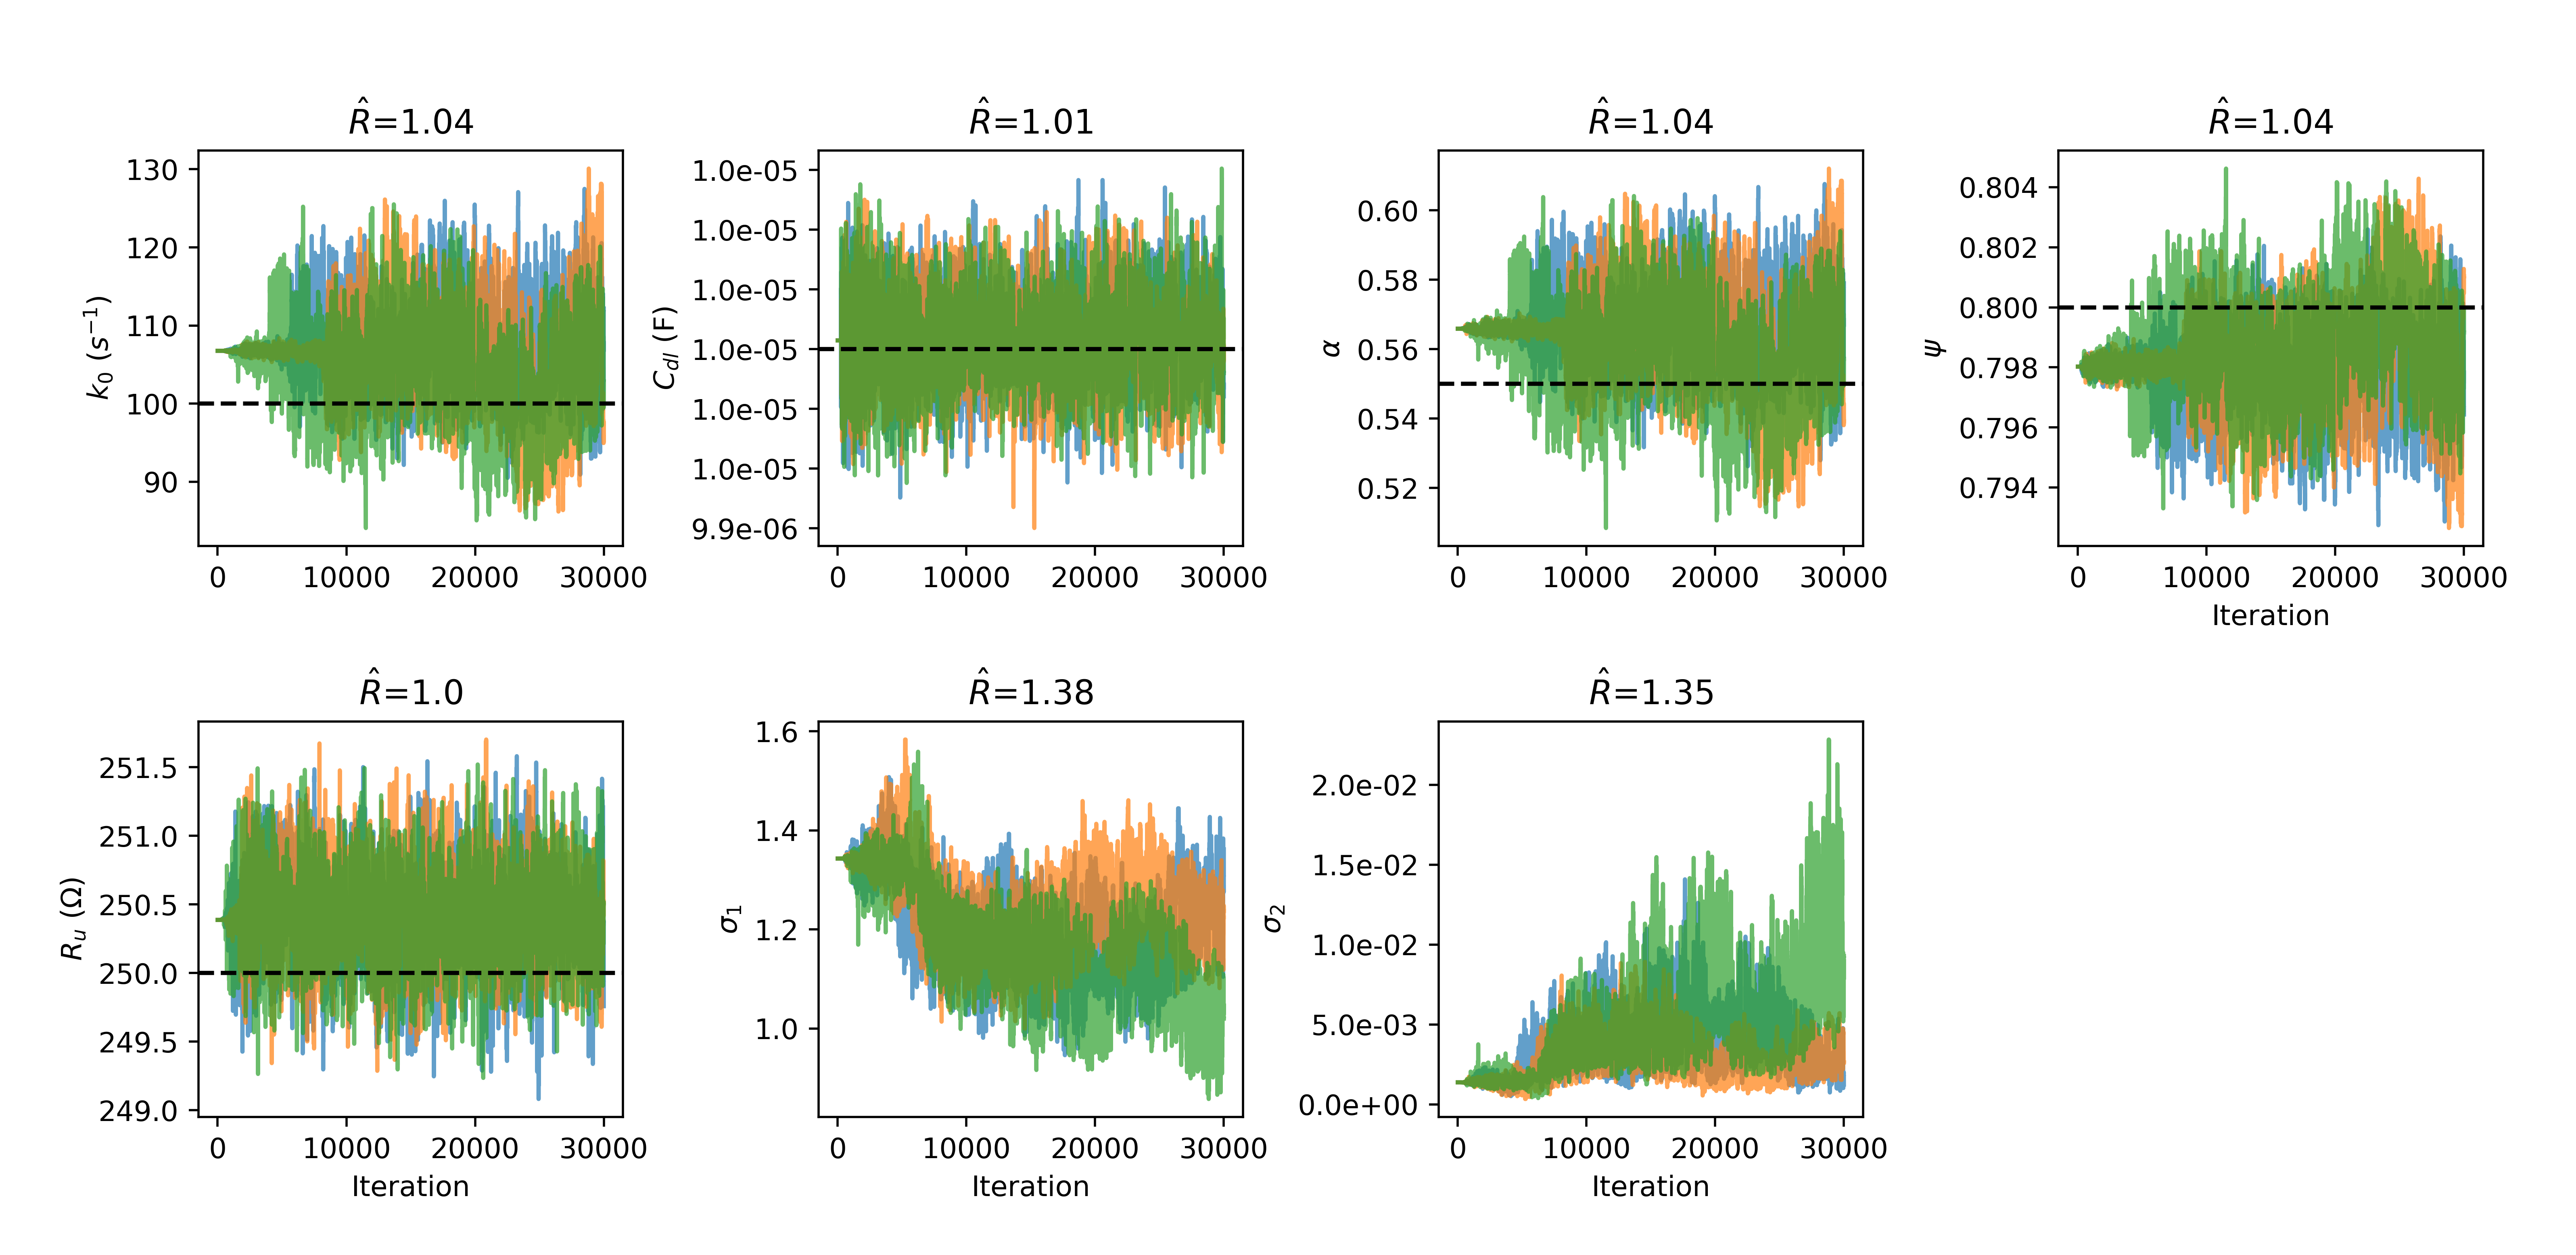 R̂=1.04
k₀ (s⁻¹)
130
120
110
100
90
0 10000 20000 30000
R̂=1.01
C_dl (F)
1.0e-05
1.0e-05
1.0e-05
1.0e-05
1.0e-05
1.0e-05
9.9e-06
0 10000 20000 30000
R̂=1.04
α
0.60
0.58
0.56
0.54
0.52
0 10000 20000 30000
R̂=1.04
ψ
0.804
0.802
0.800
0.798
0.796
0.794
0 10000 20000 30000
Iteration
R̂=1.0
R_u (Ω)
251.5
251.0
250.5
250.0
249.5
249.0
0 10000 20000 30000
Iteration
R̂=1.38
σ₁
1.6
1.4
1.2
1.0
0 10000 20000 30000
Iteration
R̂=1.35
σ₂
2.0e-02
1.5e-02
1.0e-02
5.0e-03
0.0e+00
0 10000 20000 30000
Iteration